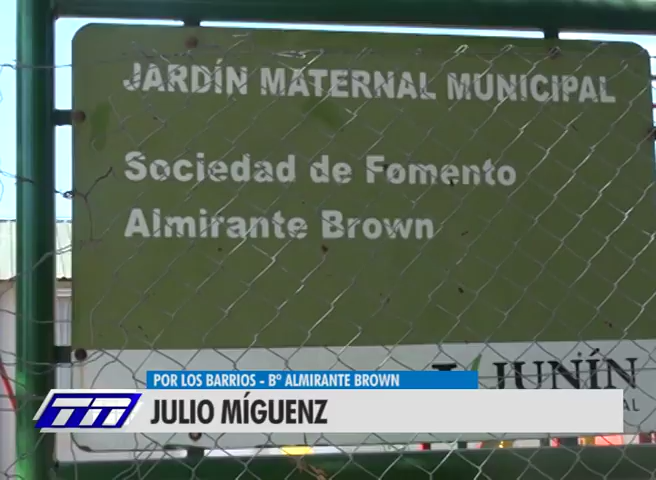 JARDÍN MATERNAL MUNICIPAL
Sociedad de Fomento
Almirante Brown
JUNÍN
POR LOS BARRIOS - Bº ALMIRANTE BROWN
JULIO MÍGUENZ